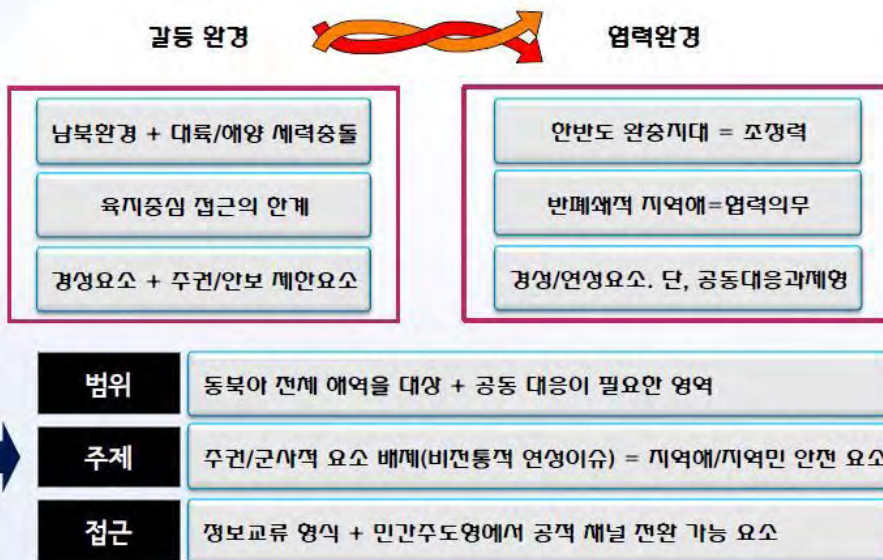 갈등 환경
협력환경
남북환경 + 대륙/해양 세력충돌
육지중심 접근의 한계
경성요소 + 주권/안보 제한요소
한반도 완충지대 = 조정력
반폐쇄적 지역해=협력의무
경성/연성요소. 단, 공동대응과제형
범위
동북아 전체 해역을 대상 + 공동 대응이 필요한 영역
주제
주권/군사적 요소 배제(비전통적 연성이슈) = 지역해/지역민 안전 요소
접근
정보교류 형식 + 민간주도형에서 공적 채널 전환 가능 요소